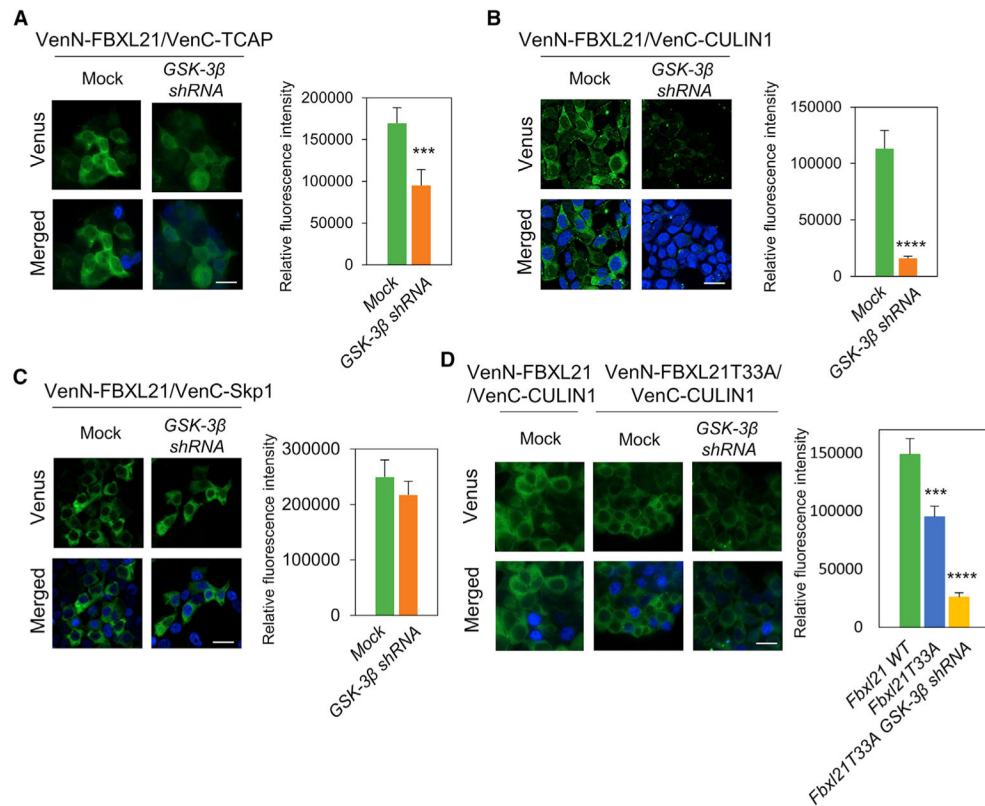 A
VenN-FBXL21/VenC-TCAP
Mock
GSK-3β
shRNA
Venus
Merged
Relative fluorescence intensity
200000
150000
100000
50000
0
***
Mock
GSK-3β shRNA
B
VenN-FBXL21/VenC-CULIN1
Mock
GSK-3β
shRNA
Venus
Merged
Relative fluorescence intensity
150000
100000
50000
0
****
Mock
GSK-3β shRNA
C
VenN-FBXL21/VenC-Skp1
Mock
GSK-3β
shRNA
Venus
Merged
Relative fluorescence intensity
300000
200000
100000
0
Mock
GSK-3β shRNA
D
VenN-FBXL21
/VenC-CULIN1
VenN-FBXL21T33A/
VenC-CULIN1
Mock
Mock
GSK-3β
shRNA
Venus
Merged
Relative fluorescence intensity
150000
100000
50000
0
***
****
Fbxl21 WT
Fbxl21T33A
Fbxl21T33A GSK-3β shRNA